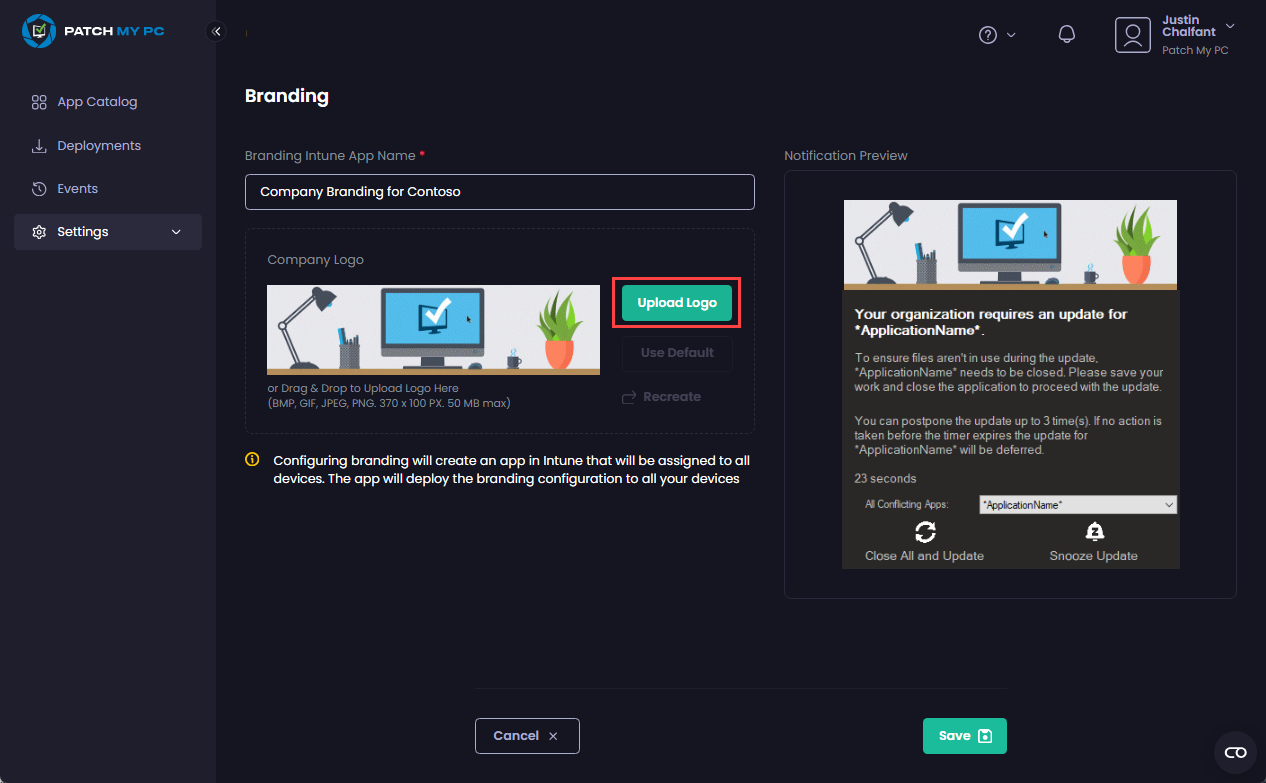 PATCH MY PC
Justin
Chalfant
Patch My PC
App Catalog
Deployments
Events
Settings
Branding
Branding Intune App Name *
Company Branding for Contoso
Company Logo
Upload Logo
Use Default
or Drag & Drop to Upload Logo Here
(BMP, GIF, JPEG, PNG. 370 x 100 PX. 50 MB max)
Recreate
Configuring branding will create an app in Intune that will be assigned to all
devices. The app will deploy the branding configuration to all your devices
Notification Preview
Your organization requires an update for
*ApplicationName*.
To ensure files aren't in use during the update,
*ApplicationName* needs to be closed. Please save your
work and close the application to proceed with the update.
You can postpone the update up to 3 time(s). If no action is
taken before the timer expires the update for
*ApplicationName* will be deferred.
23 seconds
All Conflicting Apps:
*ApplicationName*
Close All and Update
Snooze Update
Cancel
Save